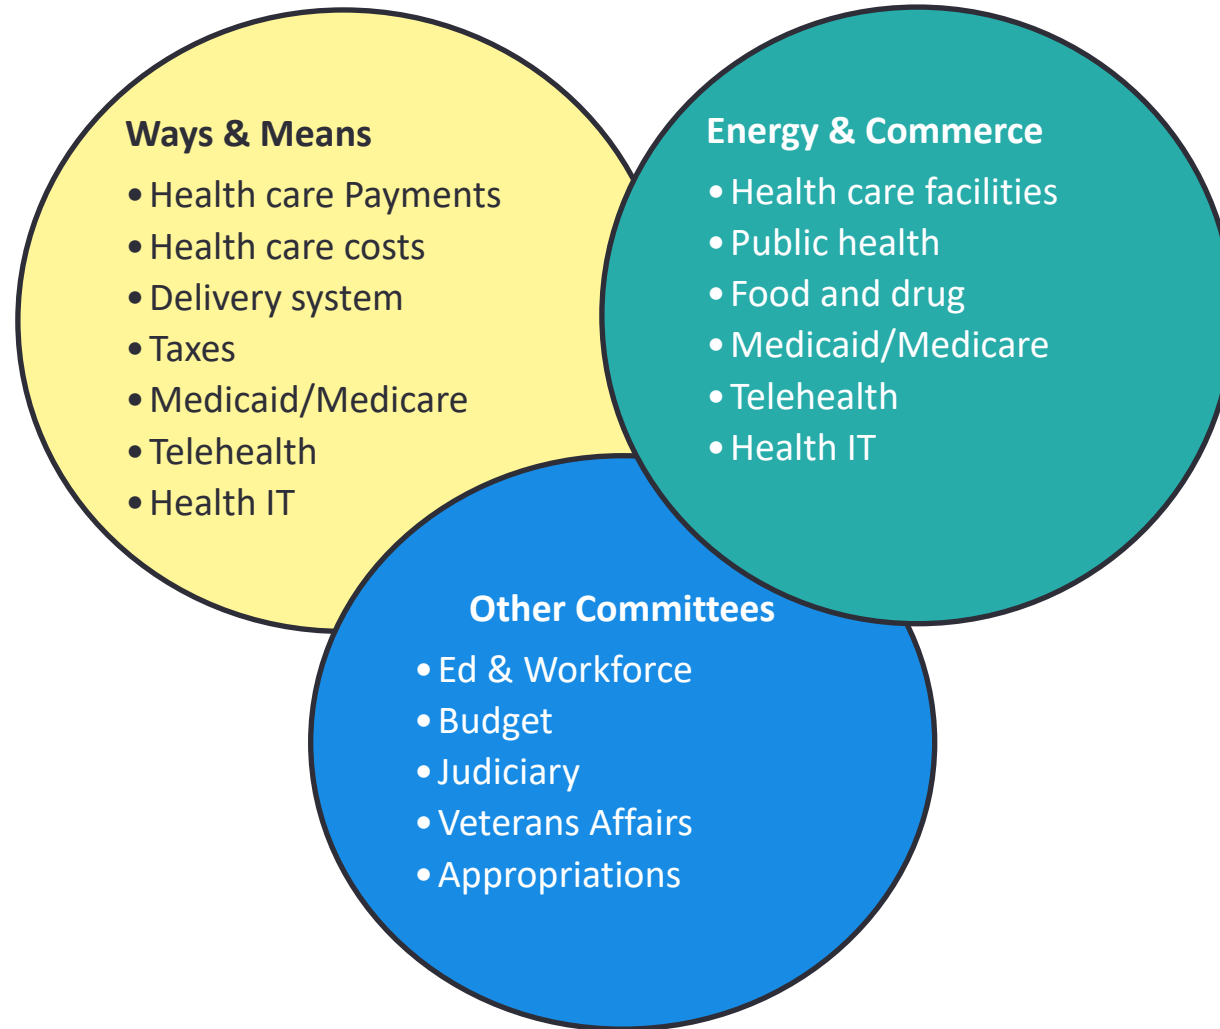 Ways & Means
• Health care Payments
• Health care costs
• Delivery system
• Taxes
• Medicaid/Medicare
• Telehealth
• Health IT
Energy & Commerce
• Health care facilities
• Public health
• Food and drug
• Medicaid/Medicare
• Telehealth
• Health IT
Other Committees
• Ed & Workforce
• Budget
• Judiciary
• Veterans Affairs
• Appropriations